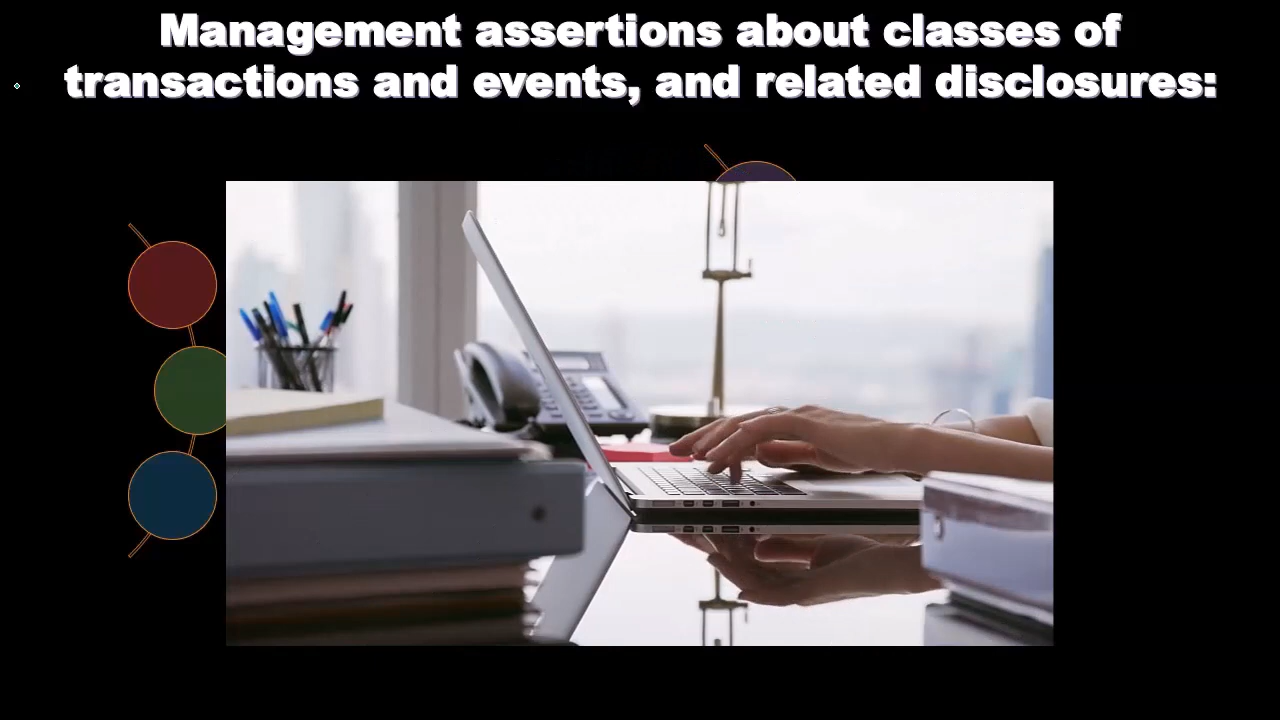 Management assertions about classes of
transactions and events, and related disclosures: